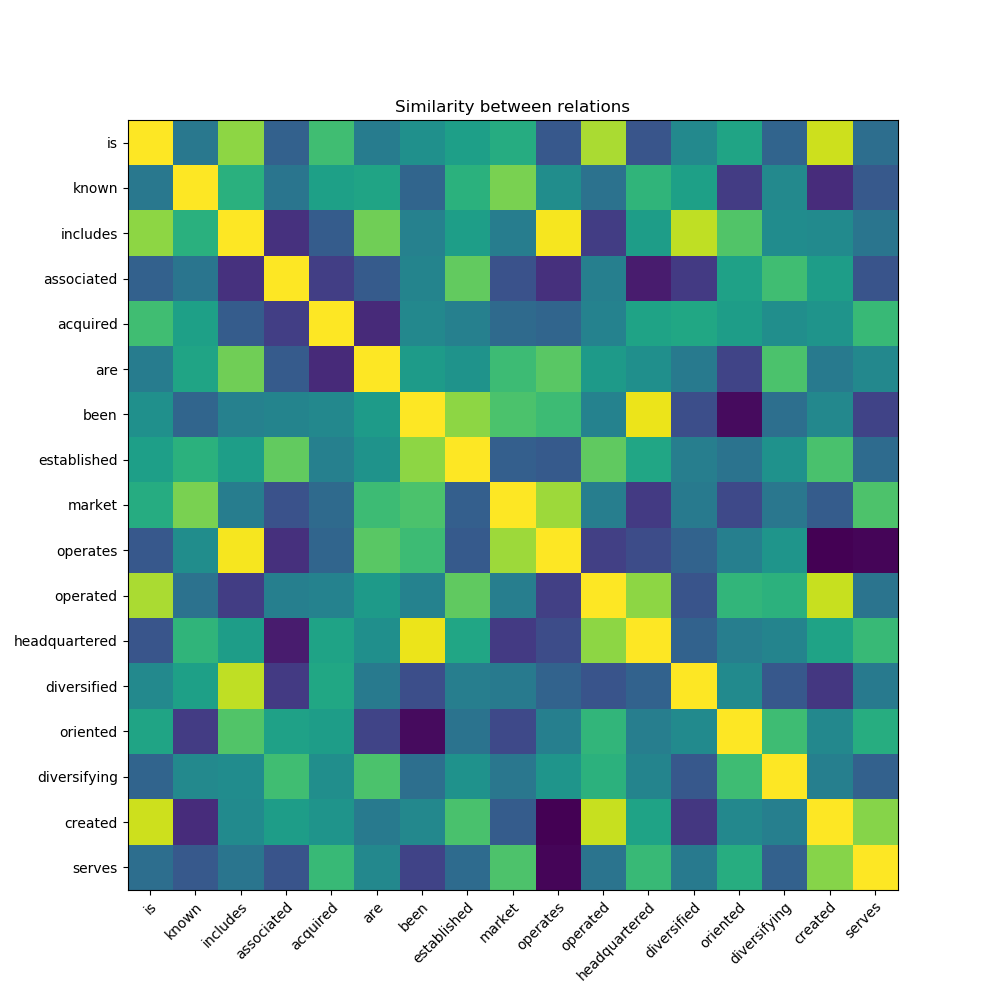 Similarity between relations
is
known
includes
associated
acquired
are
been
established
market
operates
operated
headquartered
diversified
oriented
diversifying
created
serves
is
known
includes
associated
acquired
are
been
established
market
operates
operated
headquartered
diversified
oriented
diversifying
created
serves